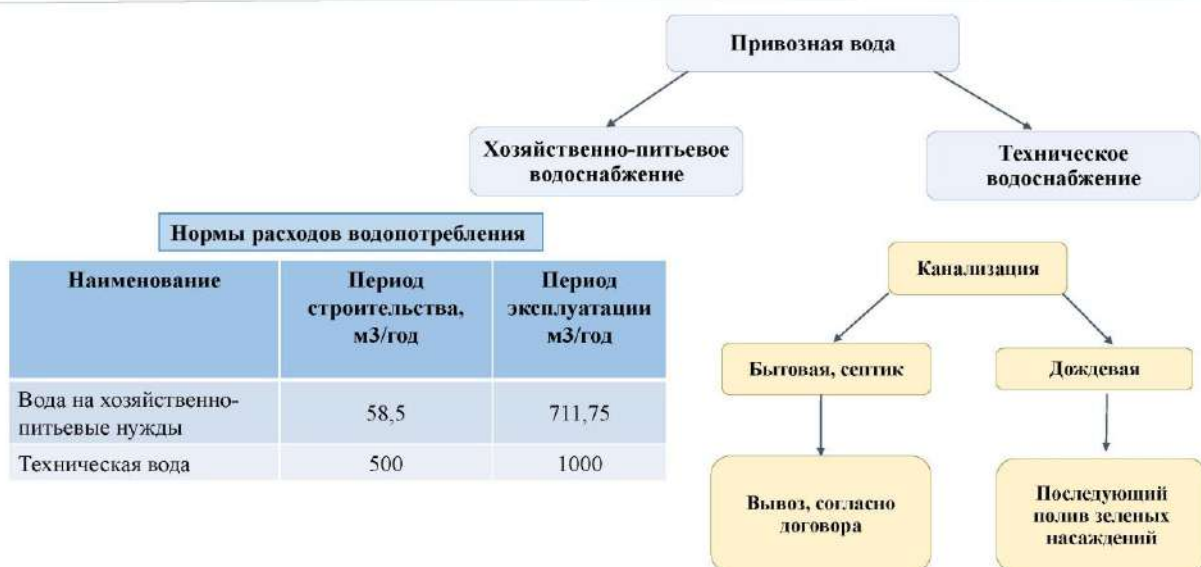 Привозная вода
Хозяйственно-питьевое
водоснабжение
Техническое
водоснабжение
Нормы расходов водопотребления
Наименование
Период
строительства,
м3/год
Период
эксплуатации
м3/год
Вода на хозяйственно-
питьевые нужды
58,5
711,75
Техническая вода
500
1000
Канализация
Бытовая, септик
Дождевая
Вывоз, согласно
договора
Последующий
полив зеленых
насаждений